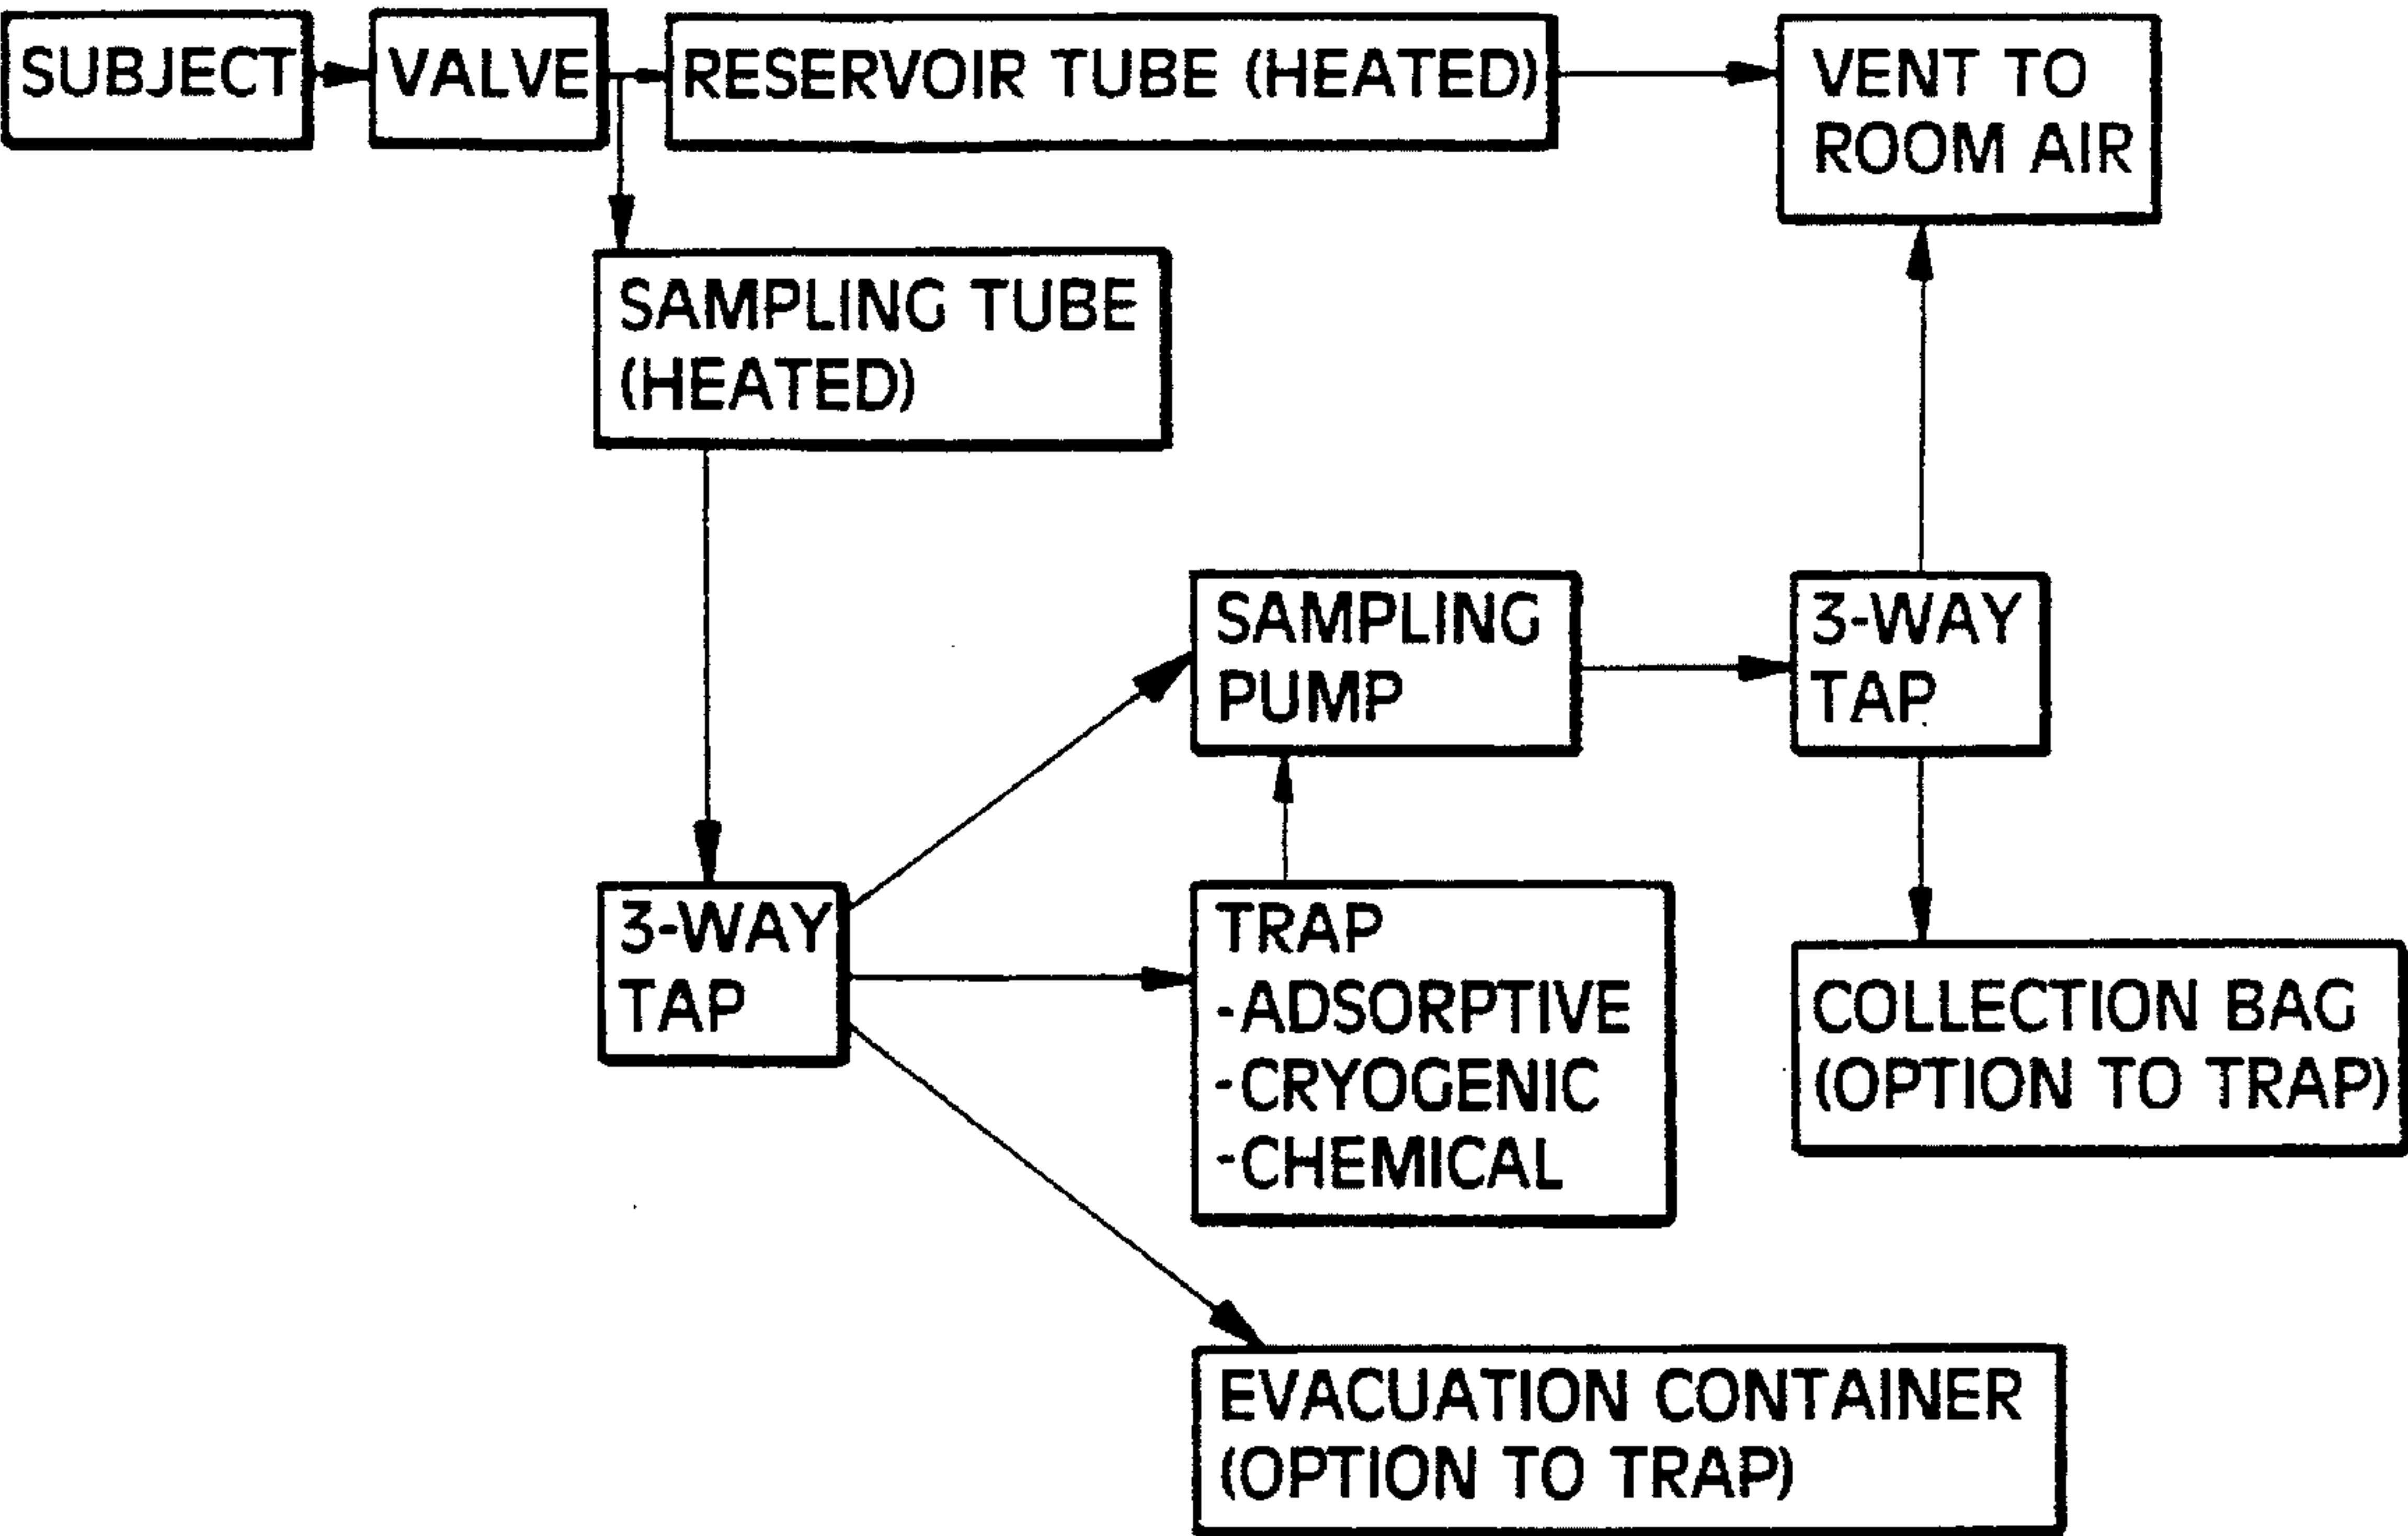 SUBJECT
VALVE
RESERVOIR TUBE (HEATED)
VENT TO
ROOM AIR
SAMPLING TUBE
(HEATED)
SAMPLING
PUMP
3-WAY
TAP
3-WAY
TAP
TRAP
-ADSORPTIVE
-CRYOGENIC
-CHEMICAL
COLLECTION BAG
(OPTION TO TRAP)
EVACUATION CONTAINER
(OPTION TO TRAP)